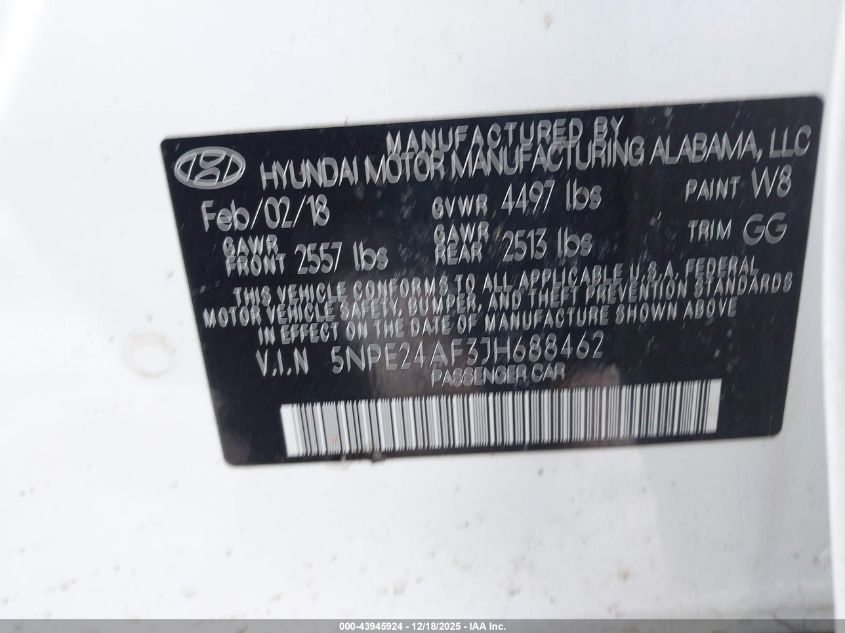 MANUFACTURED BY
HYUNDAI MOTOR MANUFACTURING ALABAMA, LLC
Feb/02/18 GVWR 4497 lbs PAINT W8
GAWR FRONT 2557 lbs GAWR REAR 2513 lbs TRIM GG
THIS VEHICLE CONFORMS TO ALL APPLICABLE U.S.A. FEDERAL
MOTOR VEHICLE SAFETY, BUMPER, AND THEFT PREVENTION STANDARDS
IN EFFECT ON THE DATE OF MANUFACTURE SHOWN ABOVE.
V.I.N 5NPE24AF3JH688462
PASSENGER CAR
000-43945924 - 12/18/2025 - IAA Inc.